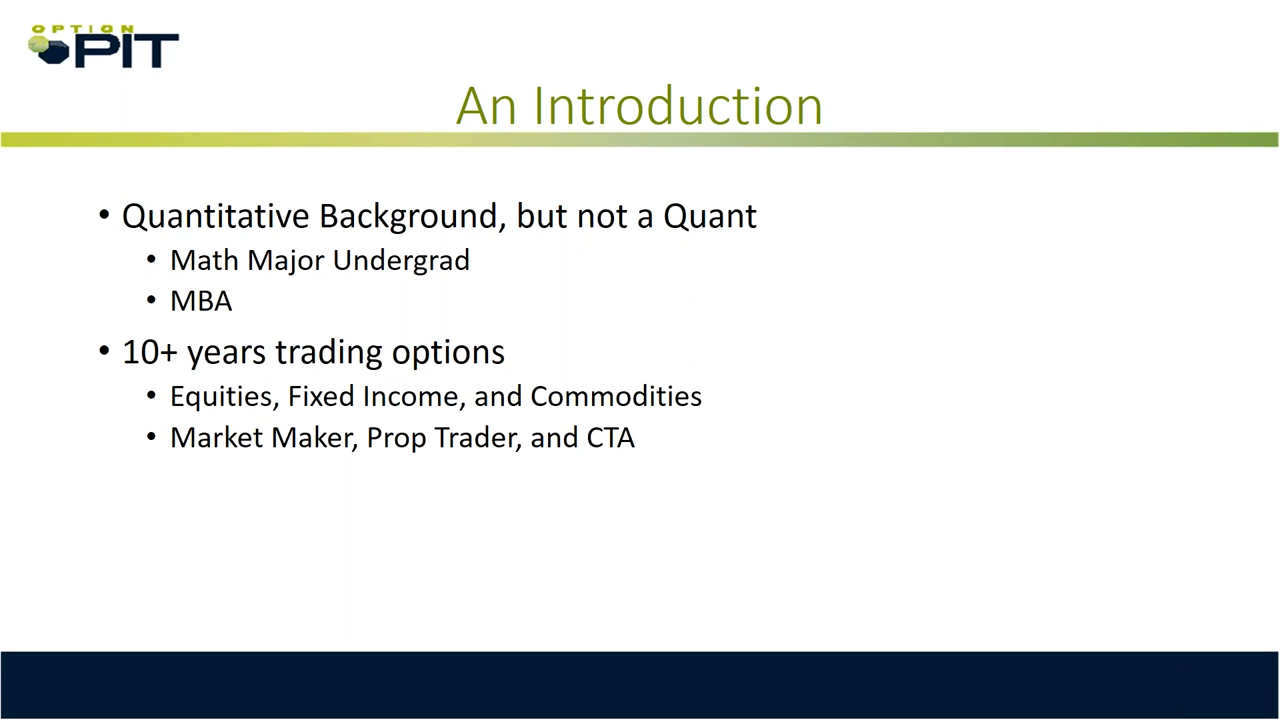 OPTION
PIT
An Introduction
• Quantitative Background, but not a Quant
• Math Major Undergrad
• MBA
• 10+ years trading options
• Equities, Fixed Income, and Commodities
• Market Maker, Prop Trader, and CTA